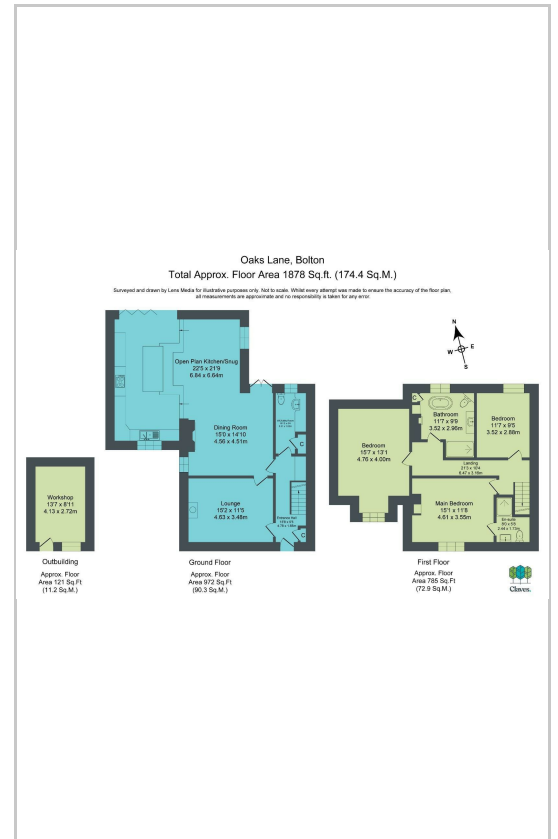 Oaks Lane, Bolton
Total Approx. Floor Area 1878 Sq.ft. (174.4 Sq.M.)
Surveyed and drawn by Lens Media for illustrative purposes only. Not to scale. Whilst every attempt was made to ensure the accuracy of the floor plan,
all measurements are approximate and no responsibility is taken for any error.
N
W
E
S
Open Plan Kitchen/Snug
22'5 x 21'9
6.84 x 6.64m
Dining Room
15'0 x 14'10
4.56 x 4.51m
C
Lounge
15'2 x 11'5
4.63 x 3.48m
Entrance Hall
C
Workshop
13'7 x 8'11
4.13 x 2.72m
C
Bathroom
11'7 x 9'9
3.52 x 2.96m
Bedroom
11'7 x 9'5
3.52 x 2.88m
Bedroom
15'7 x 13'1
4.76 x 4.00m
Landing
Main Bedroom
15'1 x 11'8
4.61 x 3.55m
En-suite
Outbuilding
Approx. Floor
Area 121 Sq.Ft
(11.2 Sq.M.)
Ground Floor
Approx. Floor
Area 972 Sq.Ft
(90.3 Sq.M.)
First Floor
Approx. Floor
Area 785 Sq.Ft
(72.9 Sq.M.)
Claves.